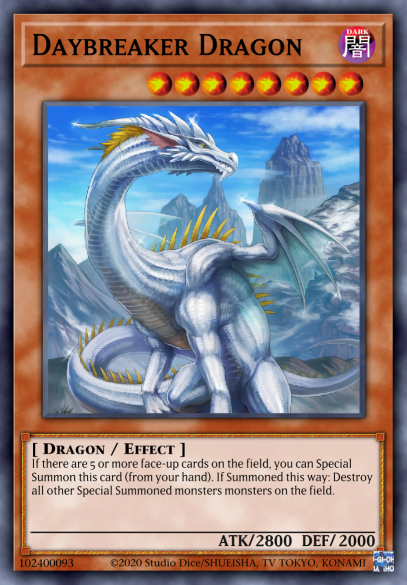 Daybreaker Dragon
DARK
闇
[ Dragon / Effect ]
If there are 5 or more face-up cards on the field, you can Special
Summon this card (from your hand). If Summoned this way: Destroy
all other Special Summoned monsters monsters on the field.
ATK/2800 DEF/2000
102400093 ©2020 Studio Dice/SHUEISHA, TV TOKYO, KONAMI